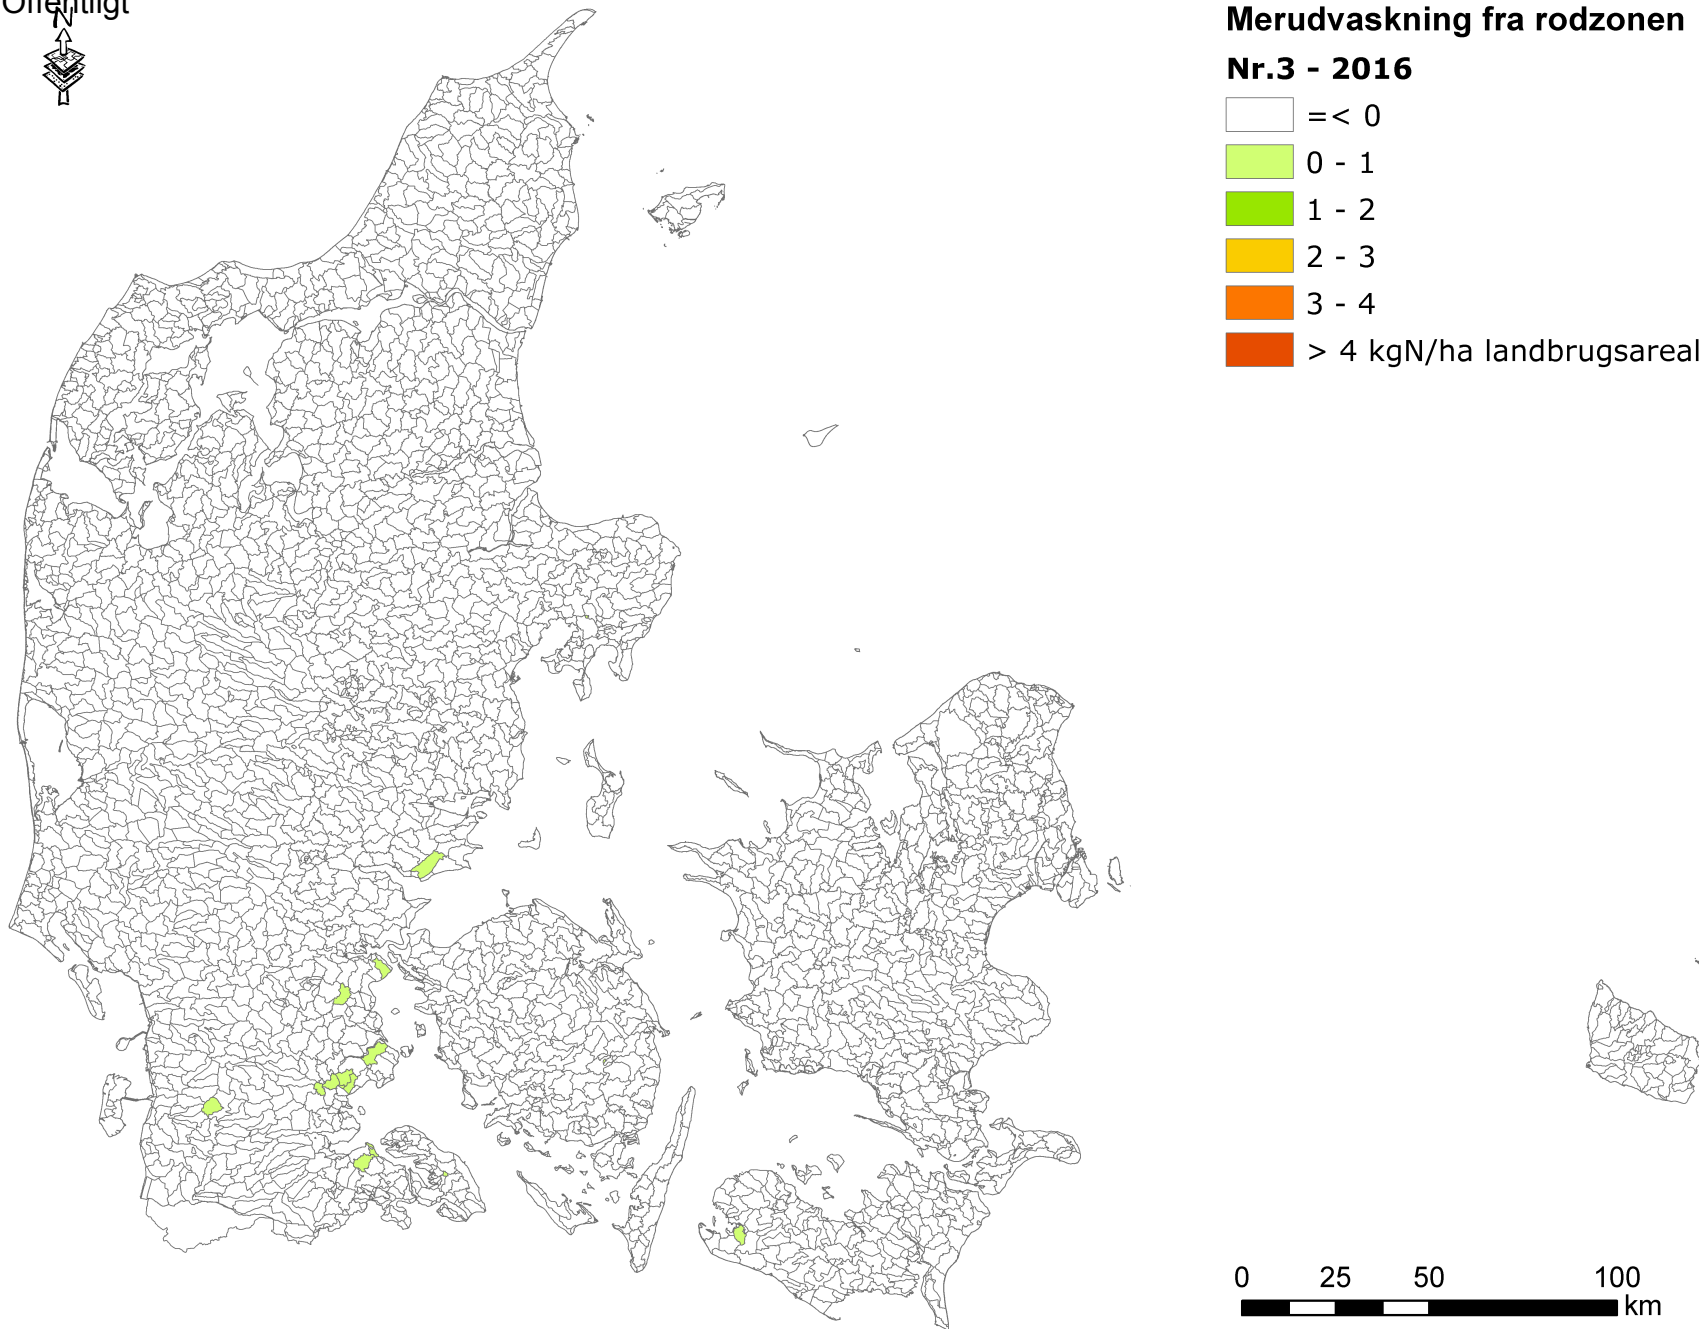 Offentligt
N
Merudvaskning fra rodzonen
Nr.3 - 2016
=< 0
0 - 1
1 - 2
2 - 3
3 - 4
> 4 kgN/ha landbrugsareal
0 25 50 100
km